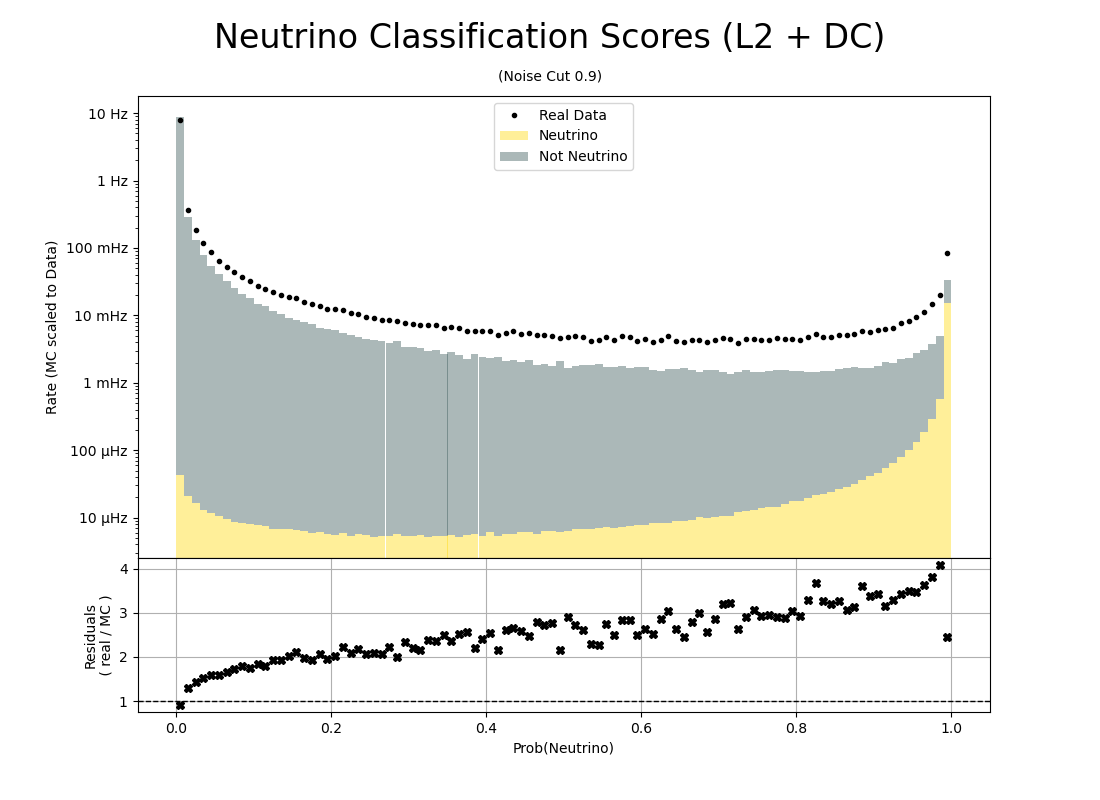 Neutrino Classification Scores (L2 + DC)
(Noise Cut 0.9)
Real Data
Neutrino
Not Neutrino
Rate (MC scaled to Data)
10 Hz
1 Hz
100 mHz
10 mHz
1 mHz
100 μHz
10 μHz
Residuals
( real / MC )
4
3
2
1
0.0 0.2 0.4 0.6 0.8 1.0
Prob(Neutrino)